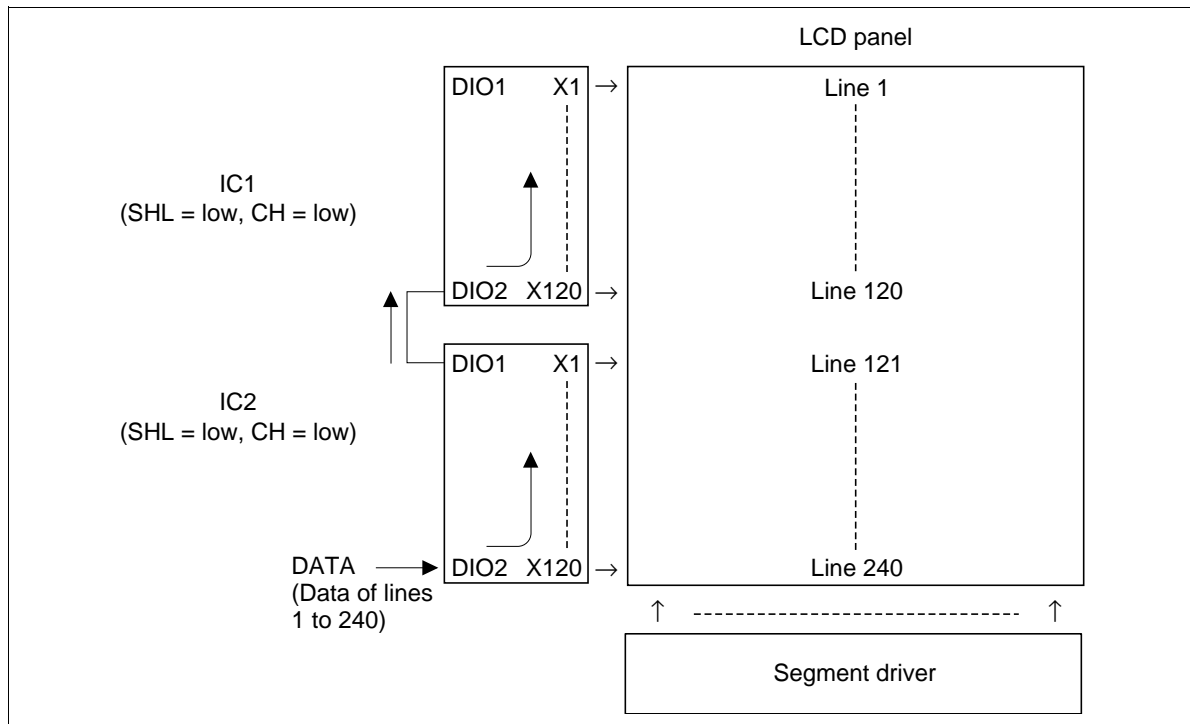 LCD panel
DIO1 X1 → Line 1
IC1
(SHL = low, CH = low)
DIO2 X120 → Line 120
DIO1 X1 → Line 121
IC2
(SHL = low, CH = low)
DATA
(Data of lines
1 to 240)
DIO2 X120 → Line 240
Segment driver